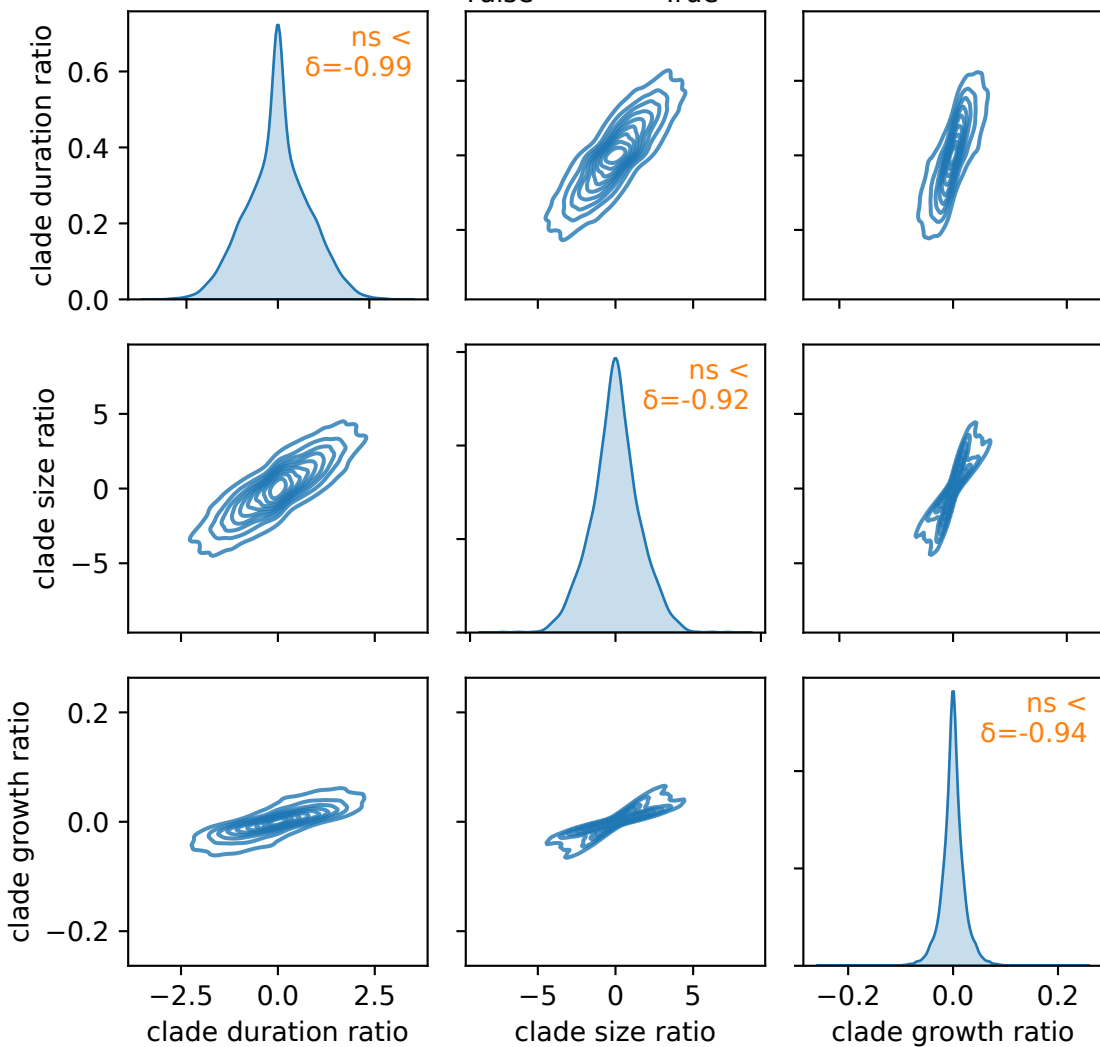 True
clade duration ratio
0.6
0.4
0.2
0.0
ns <
δ=-0.99
clade size ratio
5
0
−5
ns <
δ=-0.92
clade growth ratio
0.2
0.0
−0.2
ns <
δ=-0.94
−2.5 0.0 2.5
−5 0 5
−0.2 0.0 0.2
clade duration ratio
clade size ratio
clade growth ratio